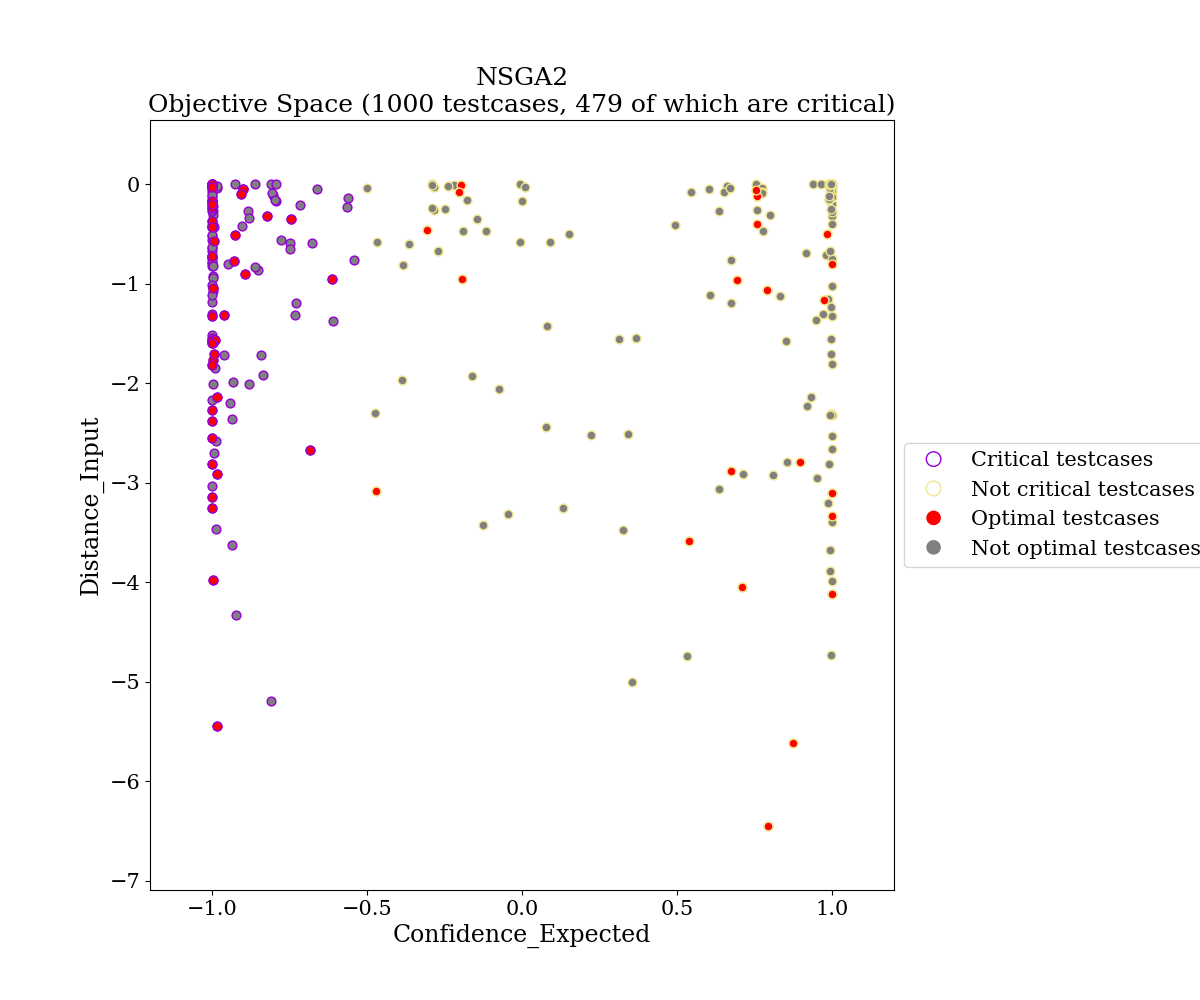 NSGA2
Objective Space (1000 testcases, 479 of which are critical)
0
−1
−2
−3
−4
−5
−6
−7
Distance_Input
−1.0 −0.5 0.0 0.5 1.0
Confidence_Expected
Critical testcases
Not critical testcases
Optimal testcases
Not optimal testcases